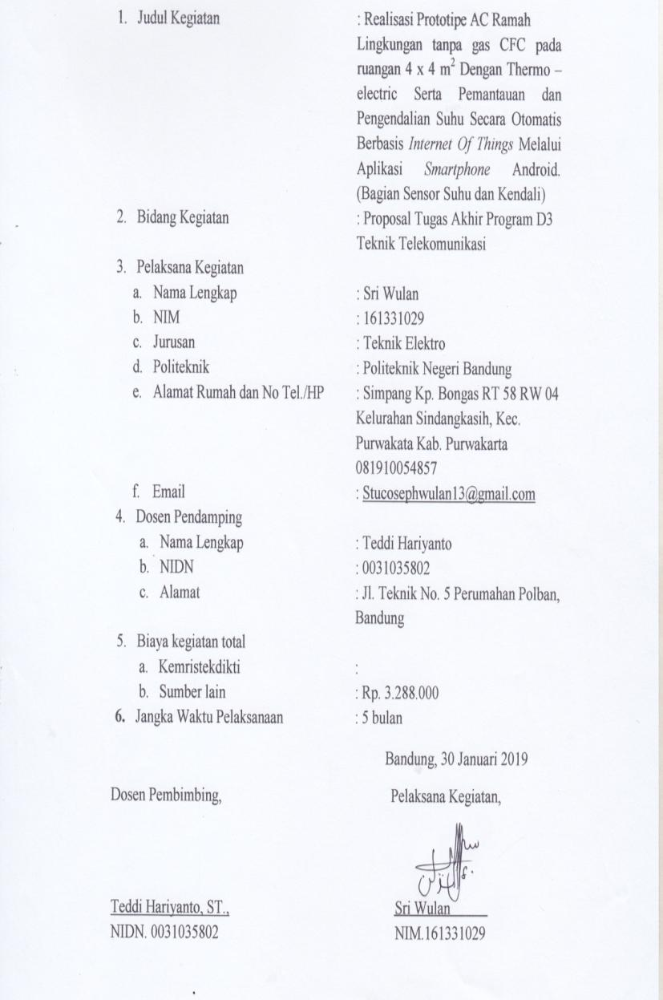 1. Judul Kegiatan : Realisasi Prototipe AC Ramah
Lingkungan tanpa gas CFC pada
ruangan 4 x 4 m² Dengan Thermo –
electric Serta Pemantauan dan
Pengendalian Suhu Secara Otomatis
Berbasis Internet Of Things Melalui
Aplikasi Smartphone Android.
(Bagian Sensor Suhu dan Kendali)
2. Bidang Kegiatan : Proposal Tugas Akhir Program D3
Teknik Telekomunikasi
3. Pelaksana Kegiatan
a. Nama Lengkap : Sri Wulan
b. NIM : 161331029
c. Jurusan : Teknik Elektro
d. Politeknik : Politeknik Negeri Bandung
e. Alamat Rumah dan No Tel./HP : Simpang Kp. Bongas RT 58 RW 04
Kelurahan Sindangkasih, Kec.
Purwakata Kab. Purwakarta
081910054857
f. Email : Stucosephwulan13@gmail.com
4. Dosen Pendamping
a. Nama Lengkap : Teddi Hariyanto
b. NIDN : 0031035802
c. Alamat : Jl. Teknik No. 5 Perumahan Polban,
Bandung
5. Biaya kegiatan total
a. Kemristekdikti :
b. Sumber lain : Rp. 3.288.000
6. Jangka Waktu Pelaksanaan : 5 bulan
Bandung, 30 Januari 2019
Dosen Pembimbing, Pelaksana Kegiatan,
Teddi Hariyanto, ST., Sri Wulan
NIDN. 0031035802 NIM.161331029